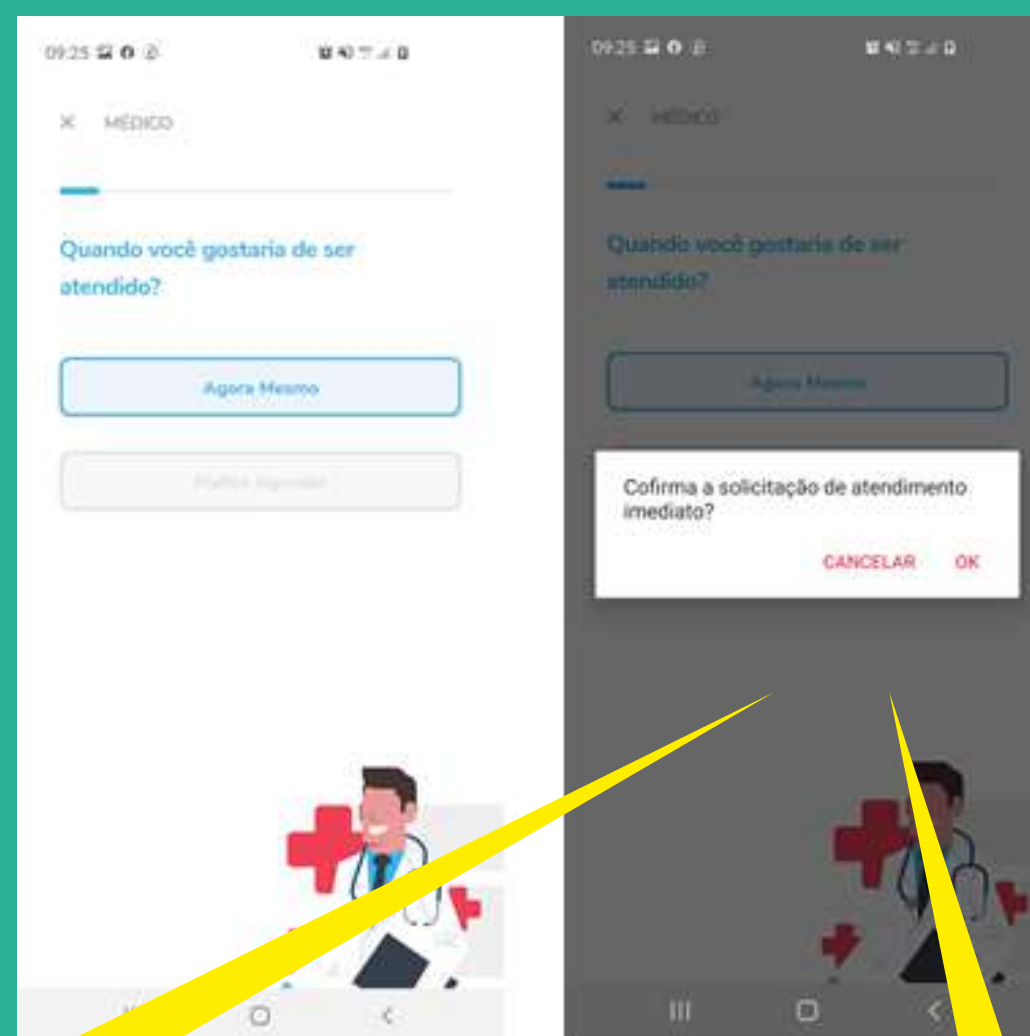 09:25
X MÉDICO
Quando você gostaria de ser
atendido?
Agora Mesmo
09:25
X MÉDICO
Quando você gostaria de ser
atendido?
Agora Mesmo
Cofirma a solicitação de atendimento
imediato?
CANCELAR OK